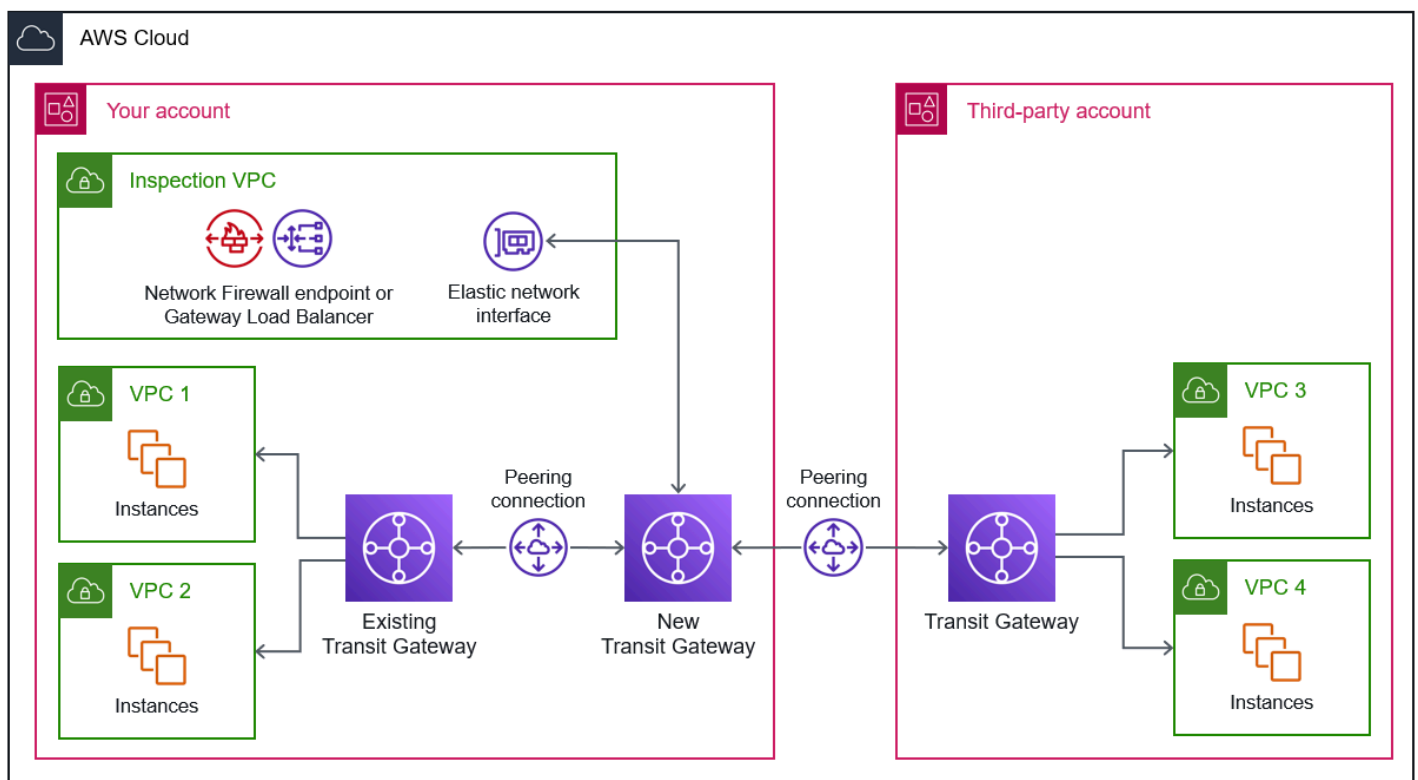 AWS Cloud
Your account
Third-party account
Inspection VPC
Network Firewall endpoint or
Gateway Load Balancer
Elastic network
interface
VPC 1
Instances
VPC 2
Instances
Existing
Transit Gateway
Peering
connection
New
Transit Gateway
Peering
connection
Transit Gateway
VPC 3
Instances
VPC 4
Instances